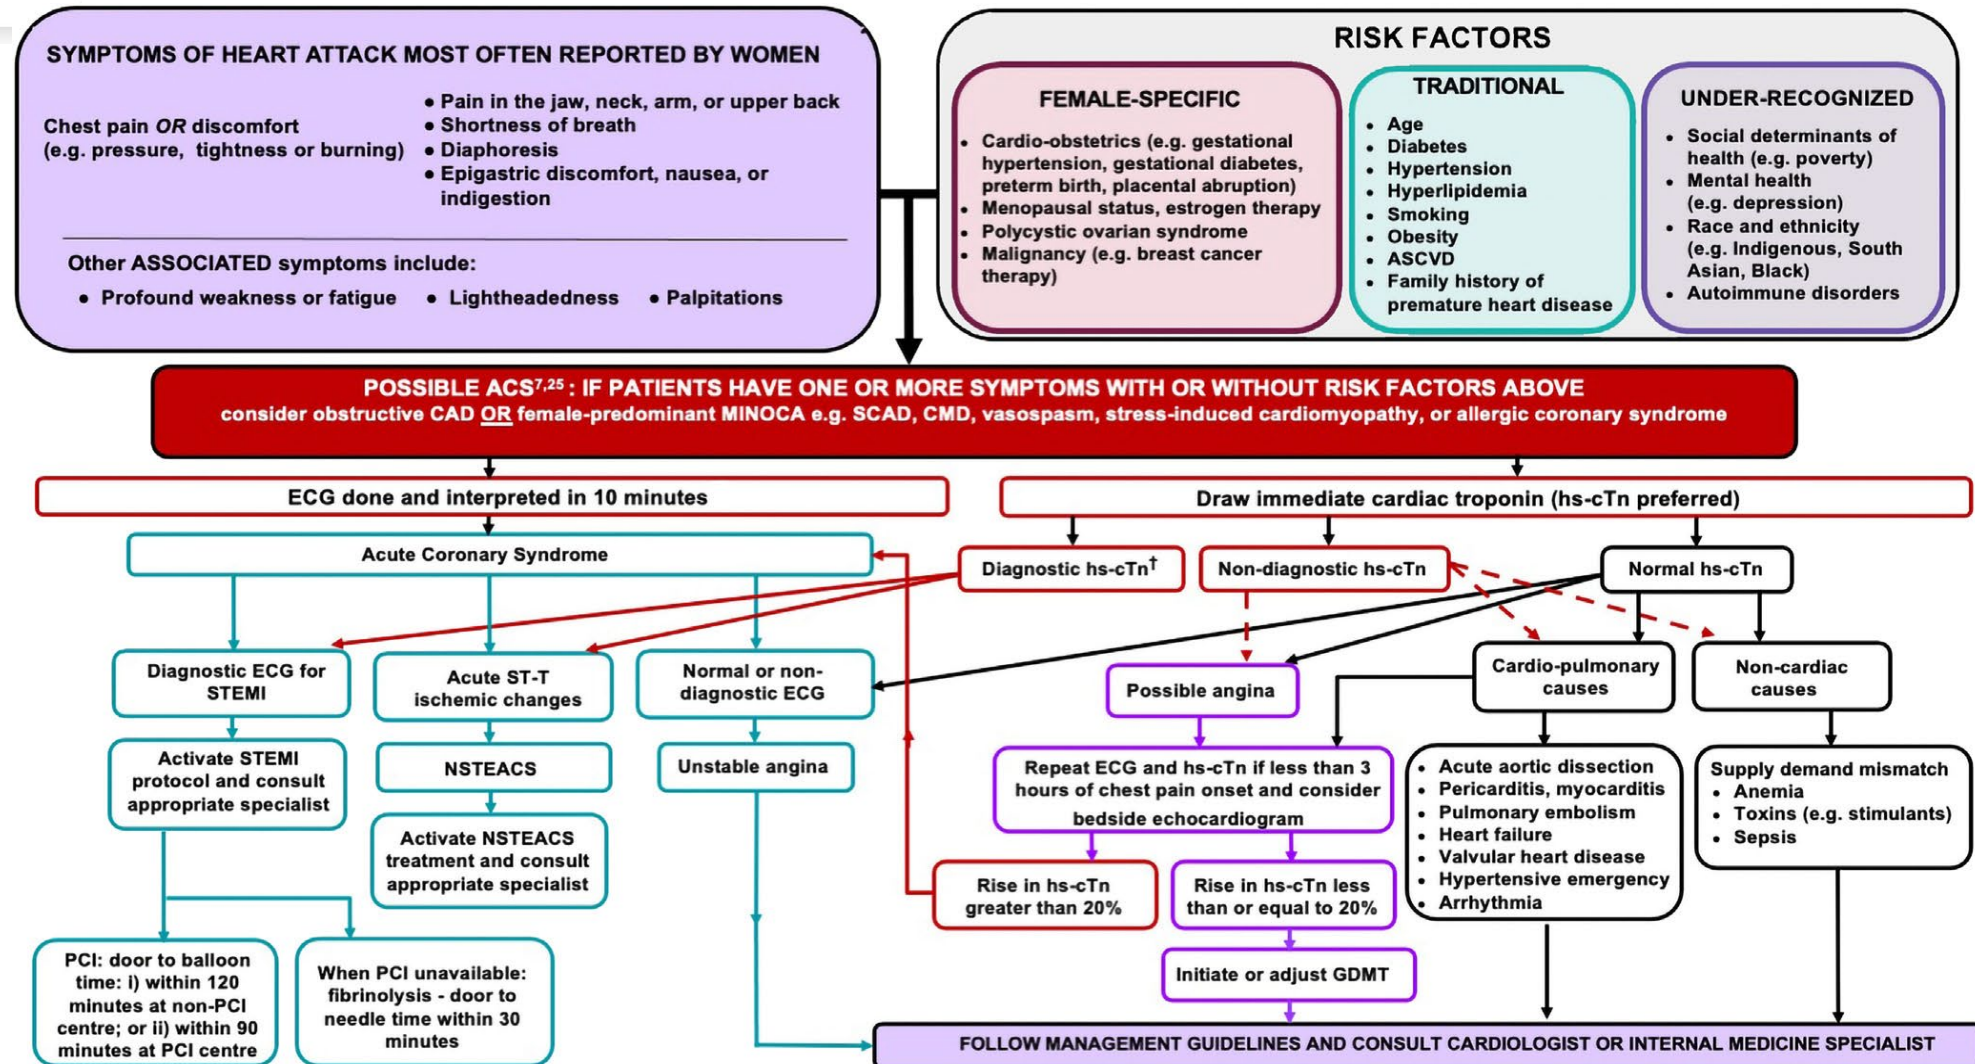 SYMPTOMS OF HEART ATTACK MOST OFTEN REPORTED BY WOMEN
Chest pain OR discomfort
(e.g. pressure, tightness or burning)
• Pain in the jaw, neck, arm, or upper back
• Shortness of breath
• Diaphoresis
• Epigastric discomfort, nausea, or
indigestion
Other ASSOCIATED symptoms include:
• Profound weakness or fatigue • Lightheadedness • Palpitations
RISK FACTORS
FEMALE-SPECIFIC
• Cardio-obstetrics (e.g. gestational
hypertension, gestational diabetes,
preterm birth, placental abruption)
• Menopausal status, estrogen therapy
• Polycystic ovarian syndrome
• Malignancy (e.g. breast cancer
therapy)
TRADITIONAL
• Age
• Diabetes
• Hypertension
• Hyperlipidemia
• Smoking
• Obesity
• ASCVD
• Family history of
premature heart disease
UNDER-RECOGNIZED
• Social determinants of
health (e.g. poverty)
• Mental health
(e.g. depression)
• Race and ethnicity
(e.g. Indigenous, South
Asian, Black)
• Autoimmune disorders
POSSIBLE ACS7,25 : IF PATIENTS HAVE ONE OR MORE SYMPTOMS WITH OR WITHOUT RISK FACTORS ABOVE
consider obstructive CAD OR female-predominant MINOCA e.g. SCAD, CMD, vasospasm, stress-induced cardiomyopathy, or allergic coronary syndrome
ECG done and interpreted in 10 minutes
Draw immediate cardiac troponin (hs-cTn preferred)
Acute Coronary Syndrome
Diagnostic hs-cTn†
Non-diagnostic hs-cTn
Normal hs-cTn
Diagnostic ECG for
STEMI
Acute ST-T
ischemic changes
Normal or non-
diagnostic ECG
Possible angina
Cardio-pulmonary
causes
Non-cardiac
causes
Activate STEMI
protocol and consult
appropriate specialist
NSTEACS
Unstable angina
Repeat ECG and hs-cTn if less than 3
hours of chest pain onset and consider
bedside echocardiogram
• Acute aortic dissection
• Pericarditis, myocarditis
• Pulmonary embolism
• Heart failure
• Valvular heart disease
• Hypertensive emergency
• Arrhythmia
Supply demand mismatch
• Anemia
• Toxins (e.g. stimulants)
• Sepsis
Activate NSTEACS
treatment and consult
appropriate specialist
Rise in hs-cTn
greater than 20%
Rise in hs-cTn less
than or equal to 20%
PCI: door to balloon
time: i) within 120
minutes at non-PCI
centre; or ii) within 90
minutes at PCI centre
When PCI unavailable:
fibrinolysis - door to
needle time within 30
minutes
Initiate or adjust GDMT
FOLLOW MANAGEMENT GUIDELINES AND CONSULT CARDIOLOGIST OR INTERNAL MEDICINE SPECIALIST